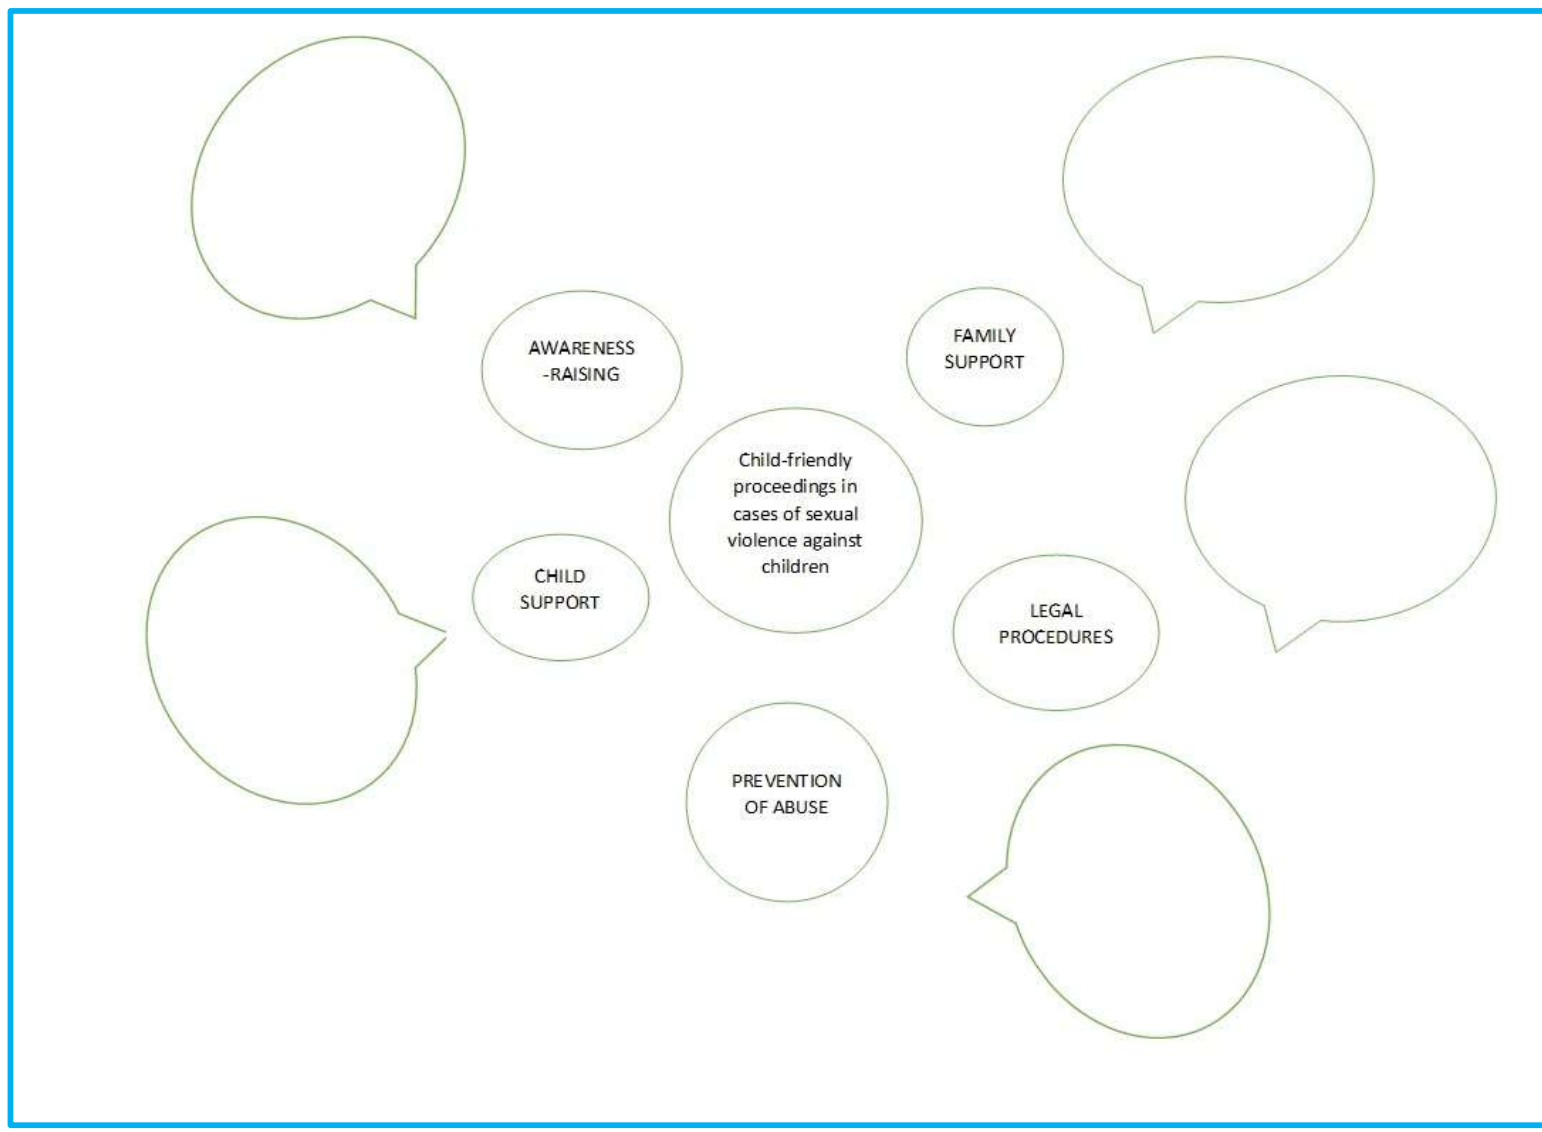 AWARENESS
-RAISING
FAMILY
SUPPORT
Child-friendly
proceedings in
cases of sexual
violence against
children
CHILD
SUPPORT
LEGAL
PROCEDURES
PREVENTION
OF ABUSE